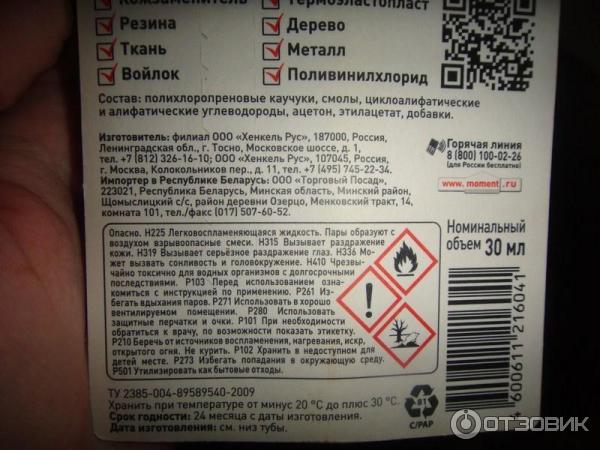 Кожзаменитель
Термоэластопласт
Резина
Дерево
Ткань
Металл
Войлок
Поливинилхлорид
Состав: полихлоропреновые каучуки, смолы, циклоалифатические
и алифатические углеводороды, ацетон, этилацетат, добавки.
Изготовитель: филиал ООО «Хенкель Рус», 187000, Россия,
Ленинградская обл., г. Тосно, Московское шоссе, д. 1,
тел. +7 (812) 326-16-10; ООО «Хенкель Рус», 107045, Россия,
г. Москва, Колокольников пер., д. 11, тел. +7 (495) 745-22-34.
Импортер в Республике Беларусь: ООО "Торговый Посад",
223021, Республика Беларусь, Минская область, Минский район,
Щомыслицкий с/с, район деревни Озерцо, Менковский тракт, 14,
комната 101, тел./факс (017) 507-60-52.
Горячая линия
8 (800) 100-02-26
(для России бесплатно)
www.moment.ru
Номинальный
объем 30 мл
Опасно. H225 Легковоспламеняющаяся жидкость. Пары образуют с
воздухом взрывоопасные смеси. H315 Вызывает раздражение
кожи. H319 Вызывает серьёзное раздражение глаз. H336 Мо-
жет вызвать сонливость и головокружение. H410 Чрезвы-
чайно токсично для водных организмов с долгосрочными
последствиями. P103 Перед использованием озна-
комиться с инструкцией по применению. P261 Из-
бегать вдыхания паров. P271 Использовать в хорошо
вентилируемом помещении. P280 Использовать
защитные перчатки и очки. P101 При необходимости
обратиться к врачу, по возможности показать этикетку.
P210 Беречь от источников воспламенения, нагревания, искр,
открытого огня. Не курить. P102 Хранить в недоступном для
детей месте. P273 Избегать попадания в окружающую среду.
P501 Утилизировать как бытовые отходы.
ТУ 2385-004-89589540-2009
Хранить при температуре от минус 20 °C до плюс 30 °C.
Срок годности: 24 месяца с даты изготовления.
Дата изготовления: см. низ тубы.
81
C/PAP
4 600611 216041
ОТЗОВИК